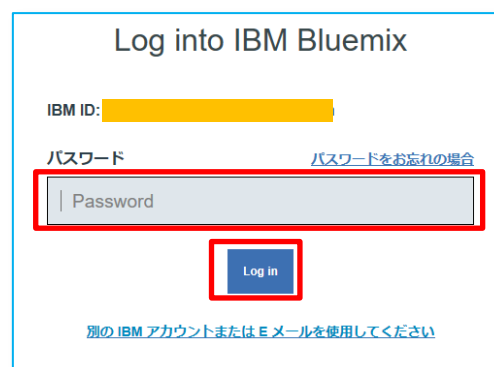 Log into IBM Bluemix
IBM ID:
パスワード パスワードをお忘れの場合
Password
Log in
別の IBM アカウントまたは E メールを使用してください